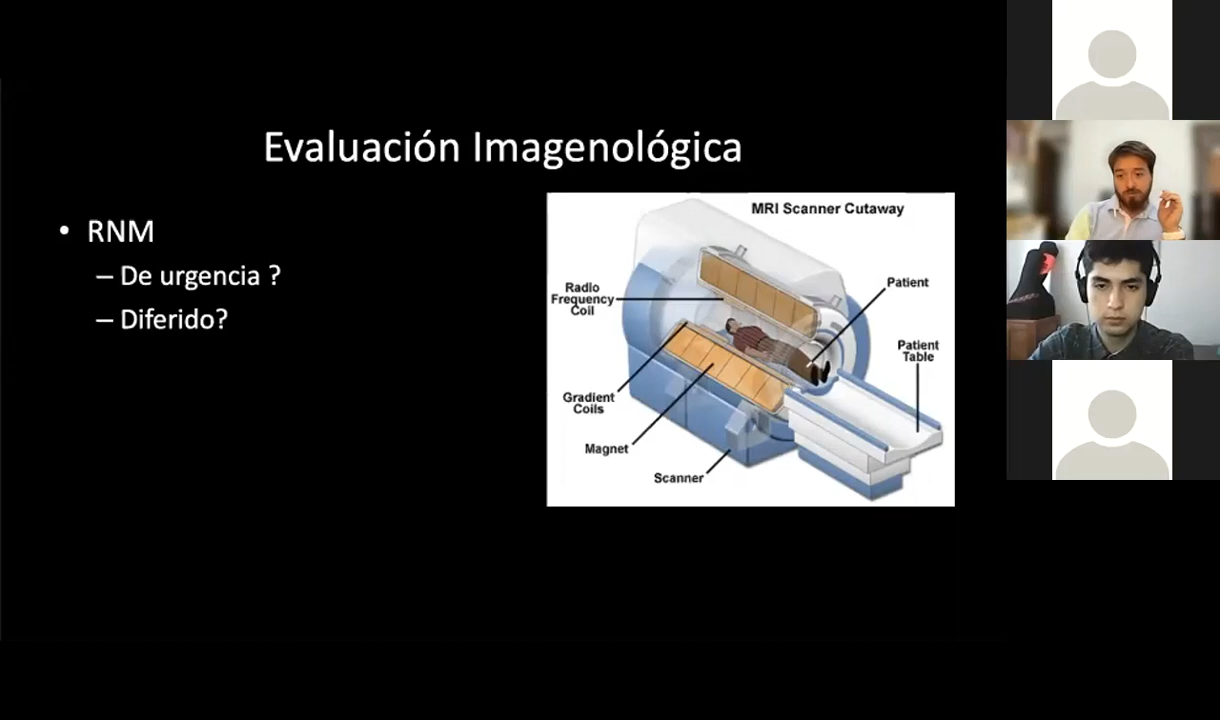 Evaluación Imagenológica
• RNM
– De urgencia ?
– Diferido?
MRI Scanner Cutaway
Radio
Frequency
Coil
Patient
Patient
Table
Gradient
Coils
Magnet
Scanner